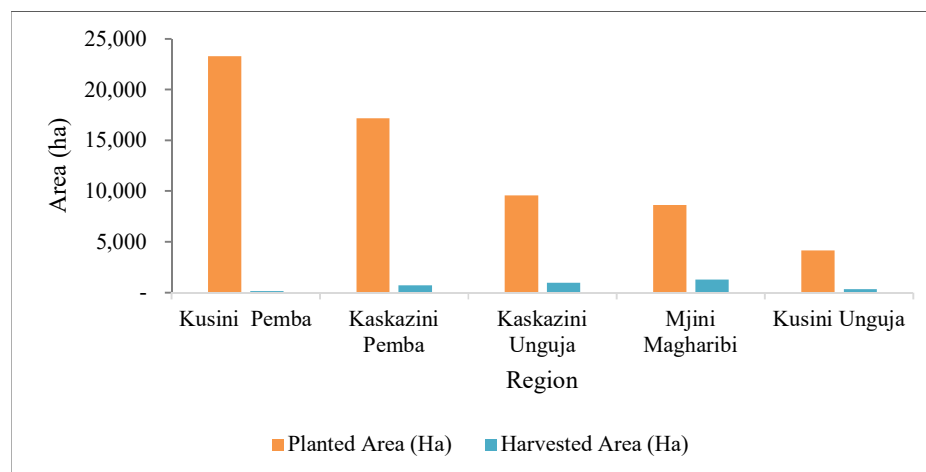 25,000
20,000
15,000
10,000
5,000
-
Area (ha)
Kusini Pemba
Kaskazini Pemba
Kaskazini Unguja
Mjini Magharibi
Kusini Unguja
Region
Planted Area (Ha)
Harvested Area (Ha)